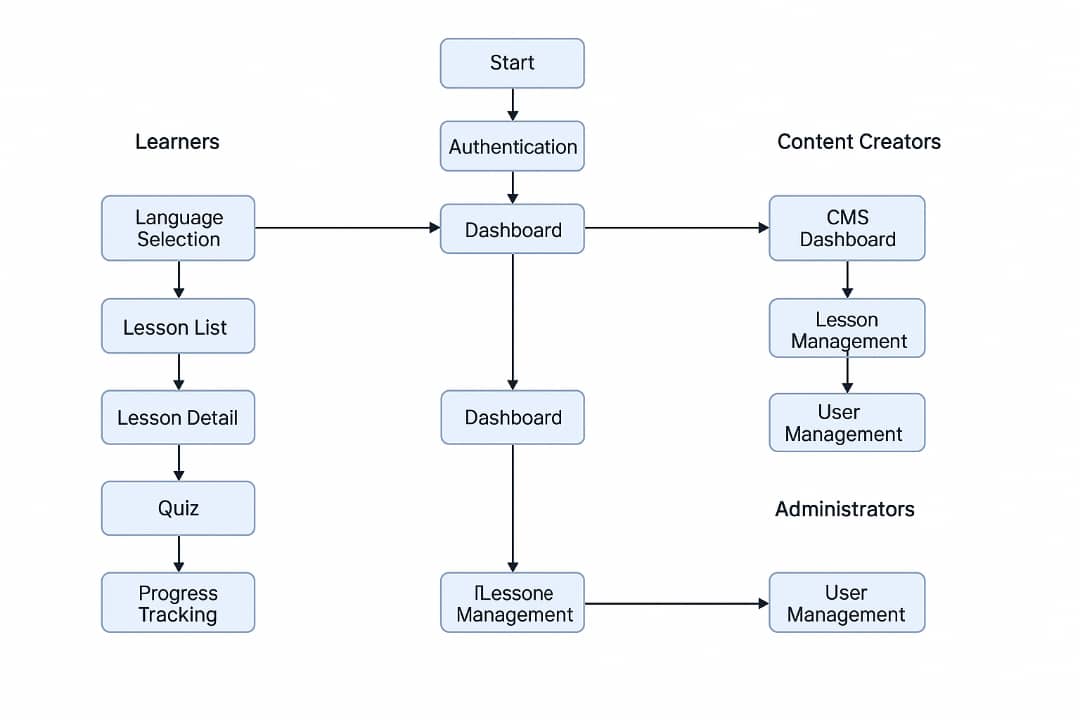 Start
Learners
Authentication
Content Creators
Language
Selection
Dashboard
CMS
Dashboard
Lesson List
Lesson
Management
Lesson Detail
Dashboard
User
Management
Quiz
Administrators
Progress
Tracking
Lessone
Management
User
Management